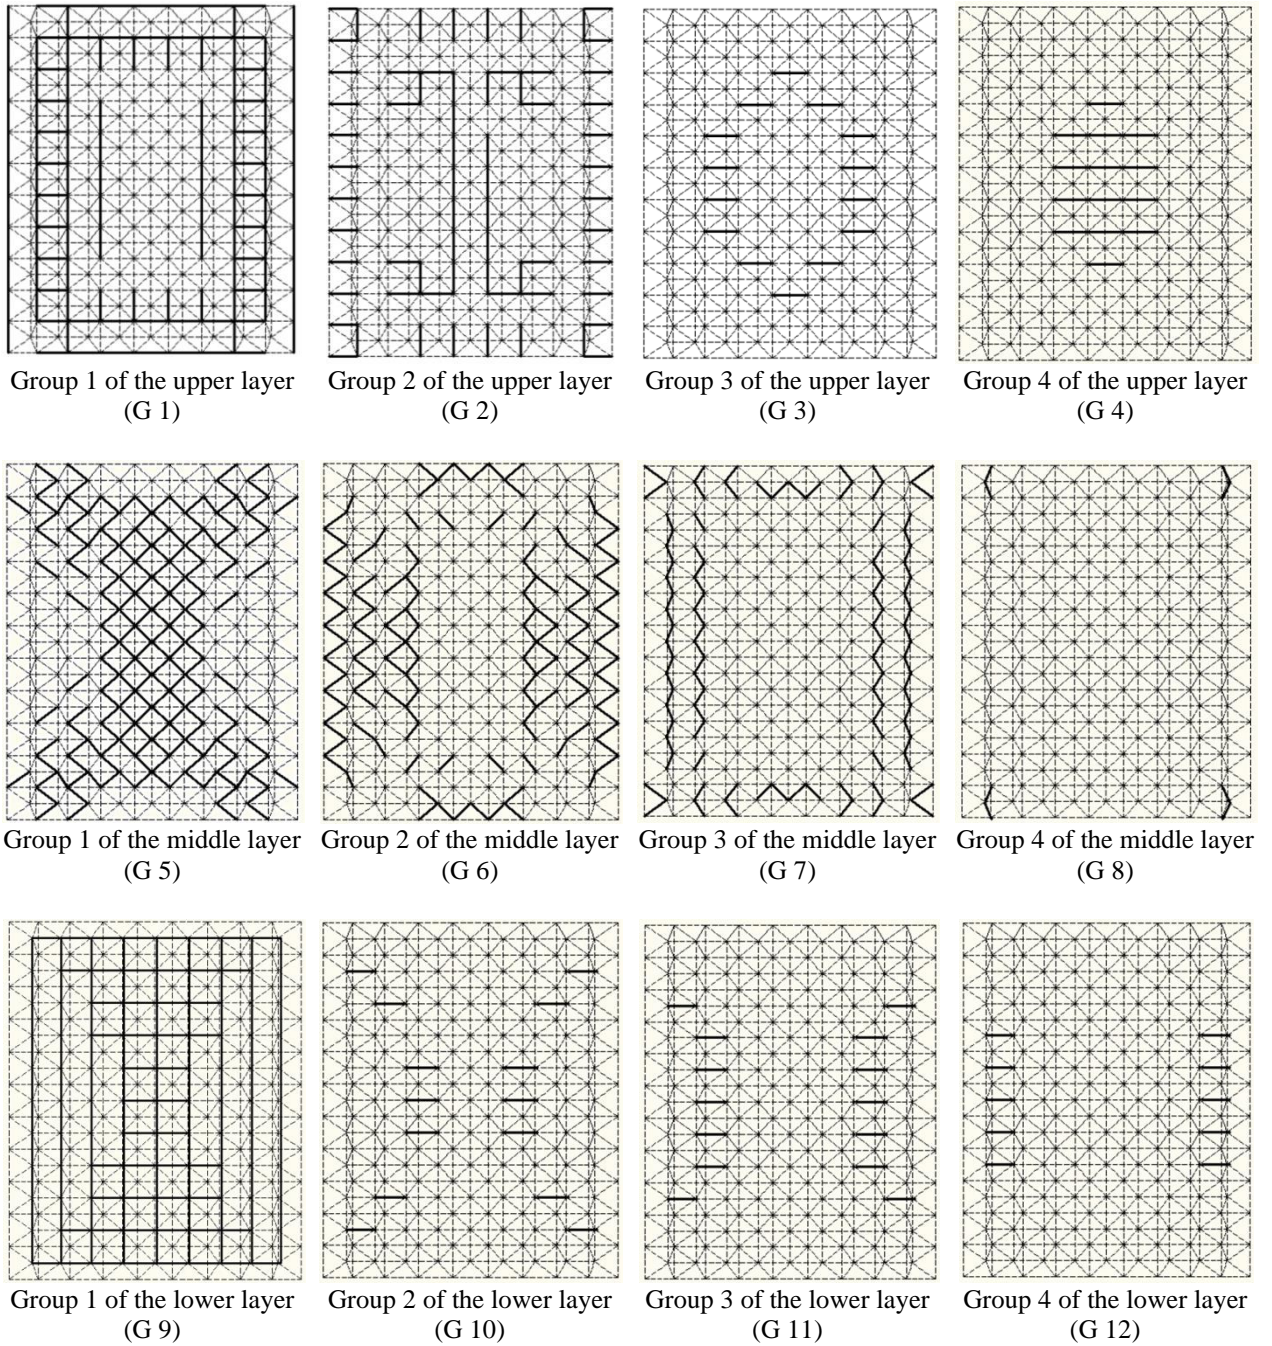 Group 1 of the upper layer
(G 1)
Group 2 of the upper layer
(G 2)
Group 3 of the upper layer
(G 3)
Group 4 of the upper layer
(G 4)
Group 1 of the middle layer
(G 5)
Group 2 of the middle layer
(G 6)
Group 3 of the middle layer
(G 7)
Group 4 of the middle layer
(G 8)
Group 1 of the lower layer
(G 9)
Group 2 of the lower layer
(G 10)
Group 3 of the lower layer
(G 11)
Group 4 of the lower layer
(G 12)